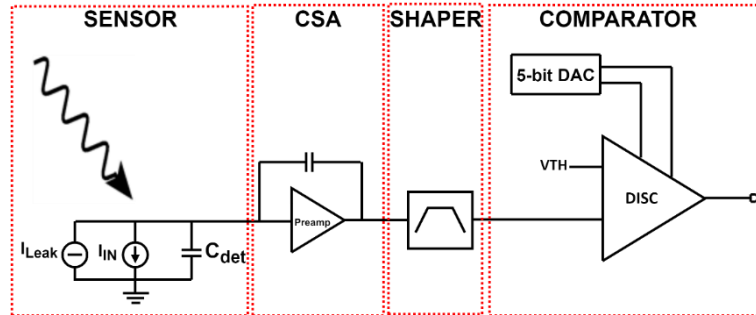 SENSOR
CSA
SHAPER
COMPARATOR
5-bit DAC
VTH
DISC
Preamp
ILeak
IIN
Cdet